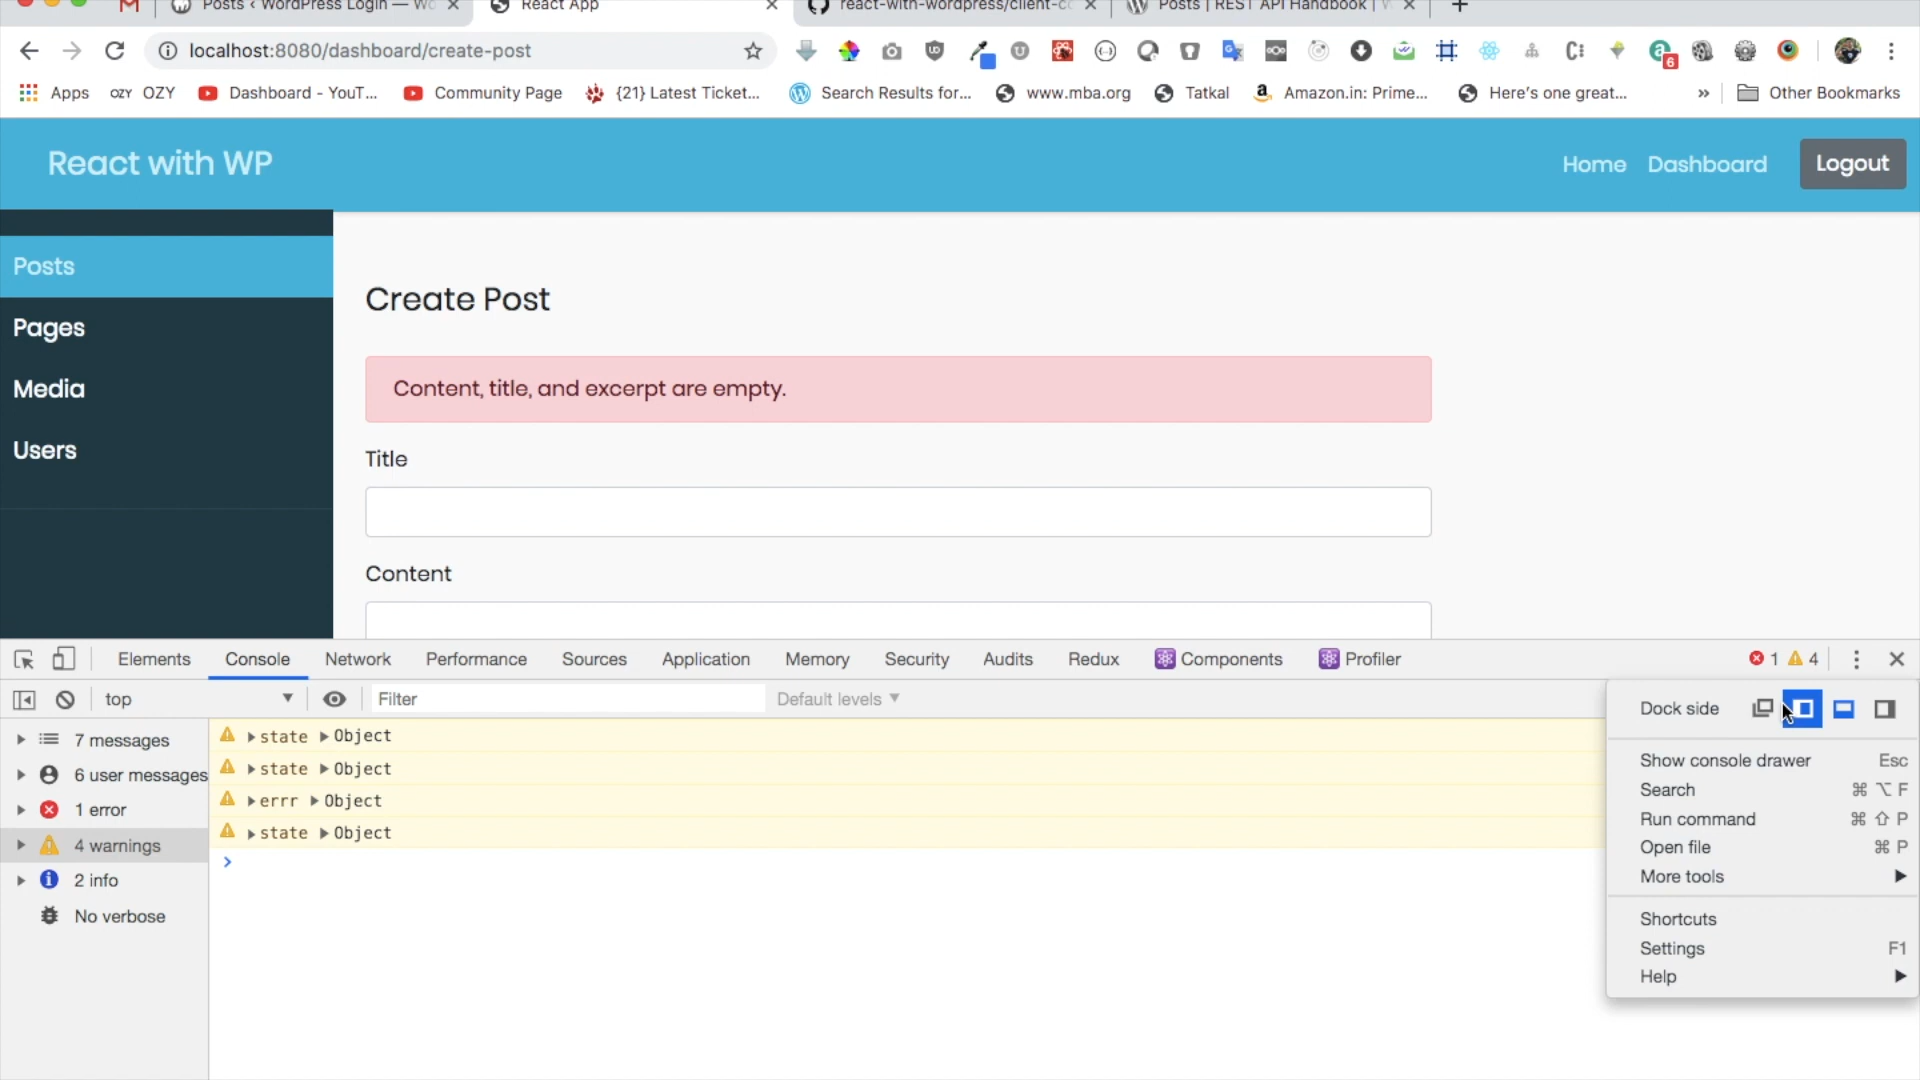 Posts ‹ WordPress Login — Wo
React App
react-with-wordpress/client-co
Posts | REST API Handbook | W
localhost:8080/dashboard/create-post
6
Apps
OZY OZY
Dashboard - YouT...
Community Page
{21} Latest Ticket...
Search Results for...
www.mba.org
Tatkal
Amazon.in: Prime...
Here's one great...
»
Other Bookmarks
React with WP
Home
Dashboard
Logout
Posts
Pages
Media
Users
Create Post
Content, title, and excerpt are empty.
Title
Content
Elements
Console
Network
Performance
Sources
Application
Memory
Security
Audits
Redux
Components
Profiler
1
4
top
Filter
Default levels
7 messages
6 user messages
1 error
4 warnings
2 info
No verbose
state Object
state Object
errr Object
state Object
Dock side
Show console drawer Esc
Search ⌘ ⌥ F
Run command ⌘ ⇧ P
Open file ⌘ P
More tools
Shortcuts
Settings F1
Help